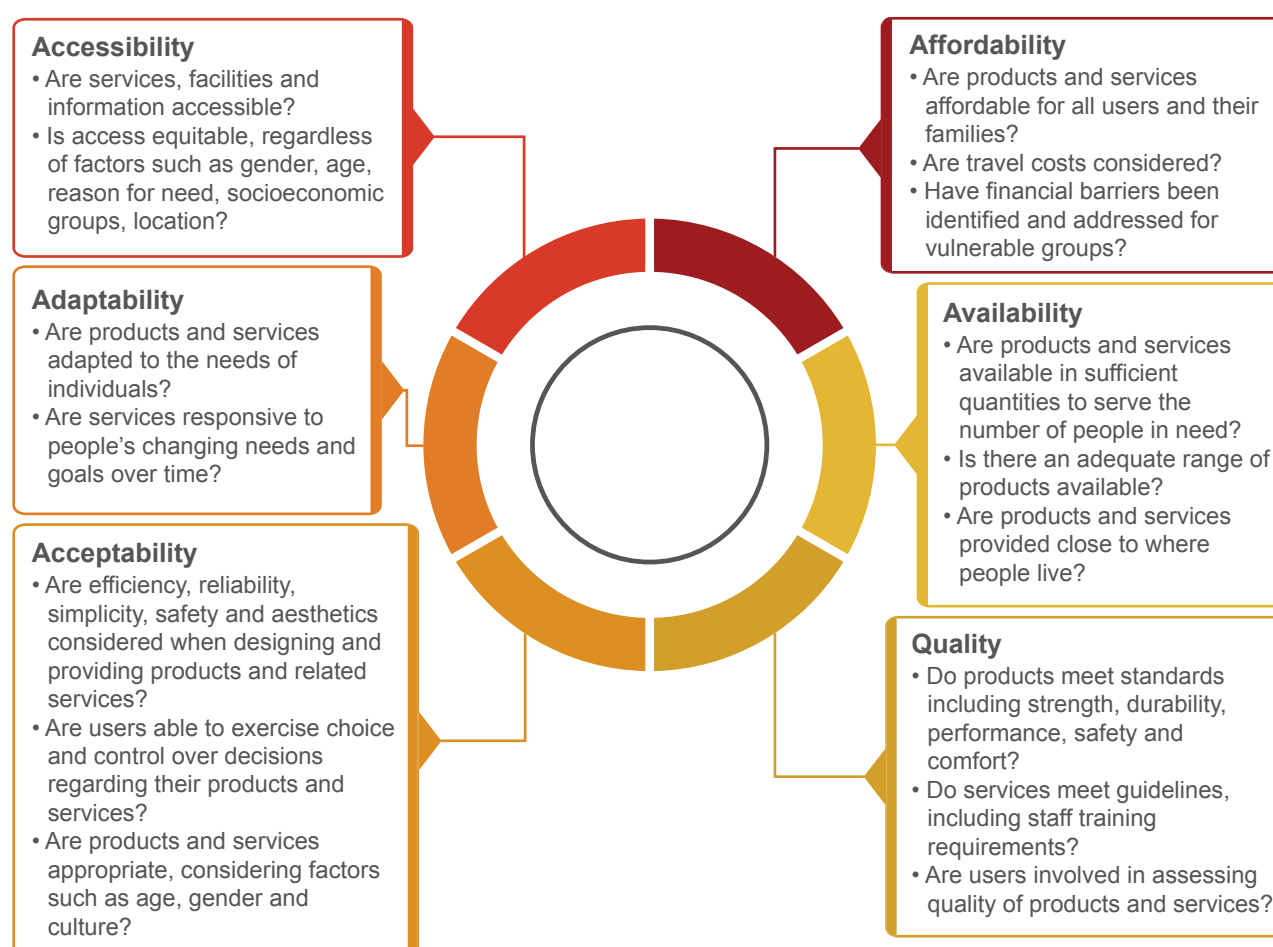 Accessibility
• Are services, facilities and
information accessible?
• Is access equitable, regardless
of factors such as gender, age,
reason for need, socioeconomic
groups, location?
Adaptability
• Are products and services
adapted to the needs of
individuals?
• Are services responsive to
people’s changing needs and
goals over time?
Acceptability
• Are efficiency, reliability,
simplicity, safety and aesthetics
considered when designing and
providing products and related
services?
• Are users able to exercise choice
and control over decisions
regarding their products and
services?
• Are products and services
appropriate, considering factors
such as age, gender and
culture?
Affordability
• Are products and services
affordable for all users and their
families?
• Are travel costs considered?
• Have financial barriers been
identified and addressed for
vulnerable groups?
Availability
• Are products and services
available in sufficient
quantities to serve the
number of people in need?
• Is there an adequate range of
products available?
• Are products and services
provided close to where
people live?
Quality
• Do products meet standards
including strength, durability,
performance, safety and
comfort?
• Do services meet guidelines,
including staff training
requirements?
• Are users involved in assessing
quality of products and services?